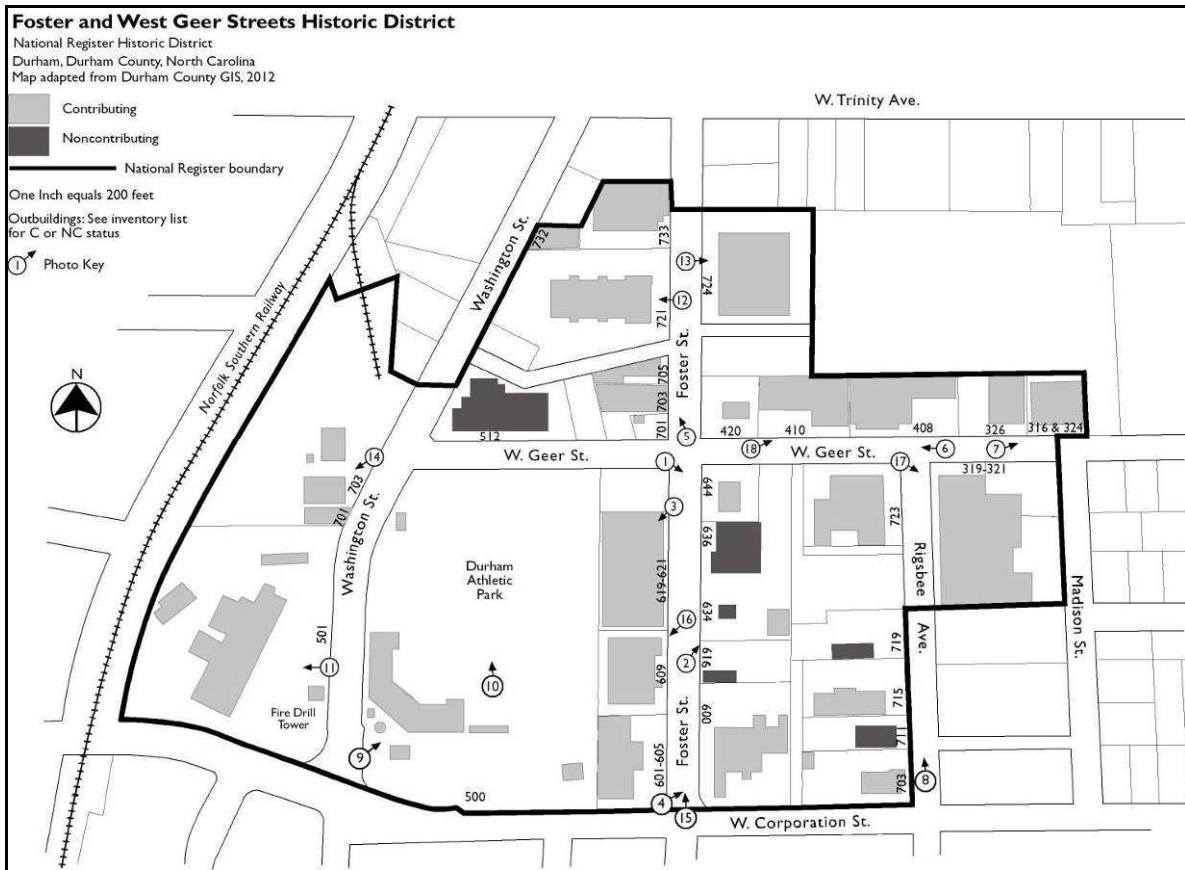 Foster and West Geer Streets Historic District
National Register Historic District
Durham, Durham County, North Carolina
Map adapted from Durham County GIS, 2012
Contributing
Noncontributing
National Register boundary
One Inch equals 200 feet
Outbuildings: See inventory list
for C or NC status
1 Photo Key
N
W. Trinity Ave.
Norfolk Southern Railway
Washington St.
732
733
13
724
12
721
Foster St.
705
703
701
5
512
W. Geer St.
420
410
408
326
316 & 324
18
W. Geer St.
6
7
17
319-321
14
703
701
Washington St.
1
3
644
636
723
Rigsbee
Ave.
Durham
Athletic
Park
619-621
634
16
2
616
719
Madison St.
501
11
10
609
Foster St.
600
715
711
Fire Drill
Tower
9
601-605
703
8
500
4
15
W. Corporation St.